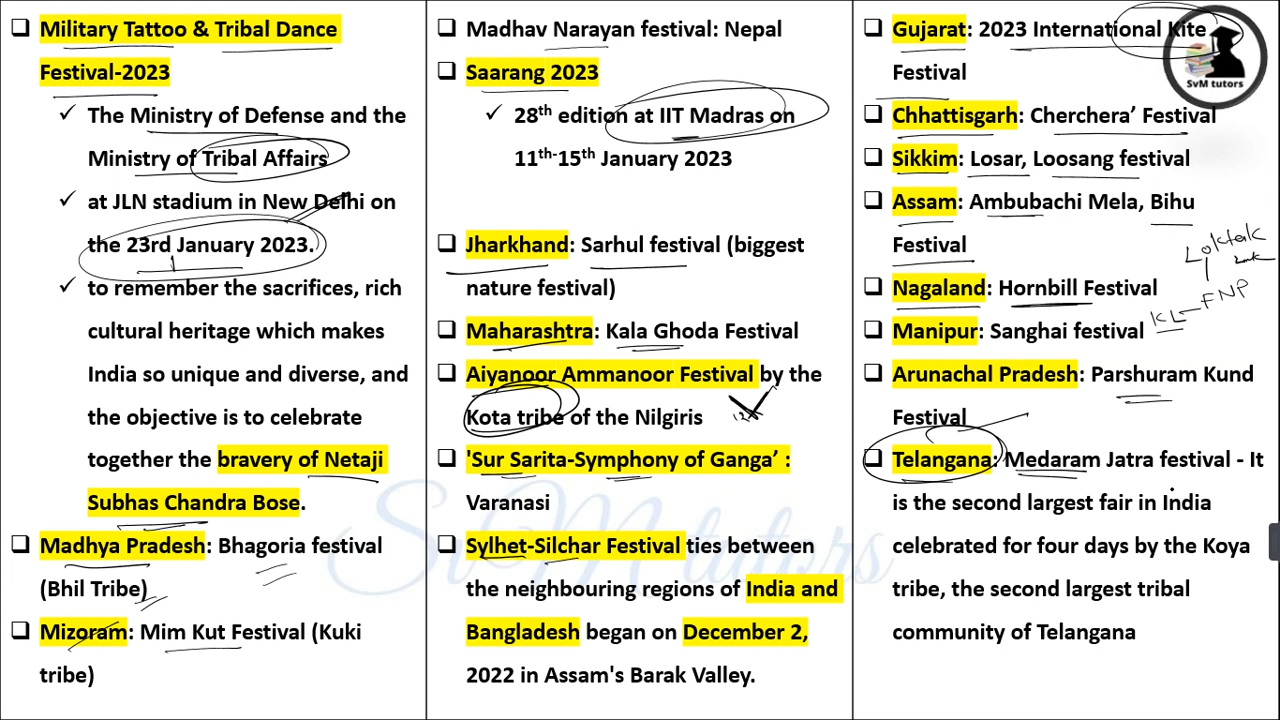 ❑ Military Tattoo & Tribal Dance
Festival-2023
✓ The Ministry of Defense and the
Ministry of Tribal Affairs
✓ at JLN stadium in New Delhi on
the 23rd January 2023.
✓ to remember the sacrifices, rich
cultural heritage which makes
India so unique and diverse, and
the objective is to celebrate
together the bravery of Netaji
Subhas Chandra Bose.
❑ Madhya Pradesh: Bhagoria festival
(Bhil Tribe)
❑ Mizoram: Mim Kut Festival (Kuki
tribe)
❑ Madhav Narayan festival: Nepal
❑ Saarang 2023
✓ 28th edition at IIT Madras on
11th-15th January 2023
❑ Jharkhand: Sarhul festival (biggest
nature festival)
❑ Maharashtra: Kala Ghoda Festival
❑ Aiyanoor Ammanoor Festival by the
Kota tribe of the Nilgiris
12
❑ 'Sur Sarita-Symphony of Ganga’ :
Varanasi
❑ Sylhet-Silchar Festival ties between
the neighbouring regions of India and
Bangladesh began on December 2,
2022 in Assam's Barak Valley.
❑ Gujarat: 2023 International Kite
Festival
❑ Chhattisgarh: Cherchera’ Festival
❑ Sikkim: Losar, Loosang festival
❑ Assam: Ambubachi Mela, Bihu
Festival
Loktak
❑ Nagaland: Hornbill Festival
KL FNP
❑ Manipur: Sanghai festival
❑ Arunachal Pradesh: Parshuram Kund
Festival
❑ Telangana: Medaram Jatra festival - It
is the second largest fair in India
celebrated for four days by the Koya
tribe, the second largest tribal
community of Telangana
SvM tutors
SvM tutors